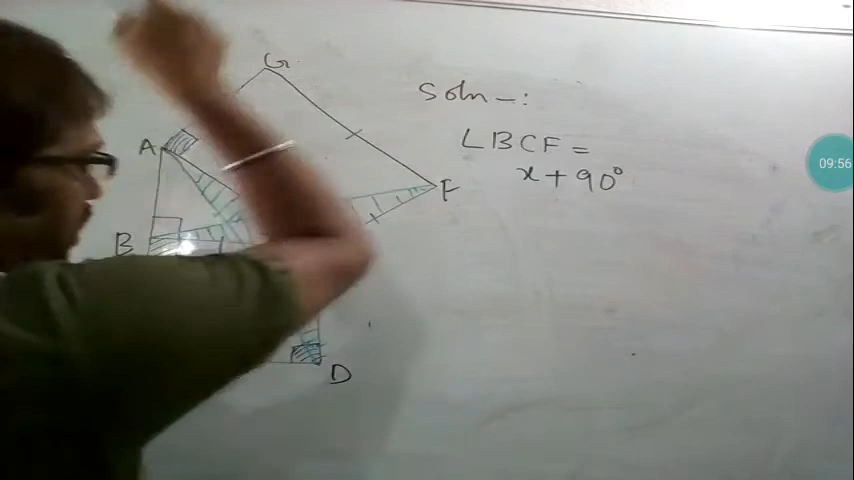 G
Soln -:
A
∠BCF =
x + 90°
F
B
D
09:56